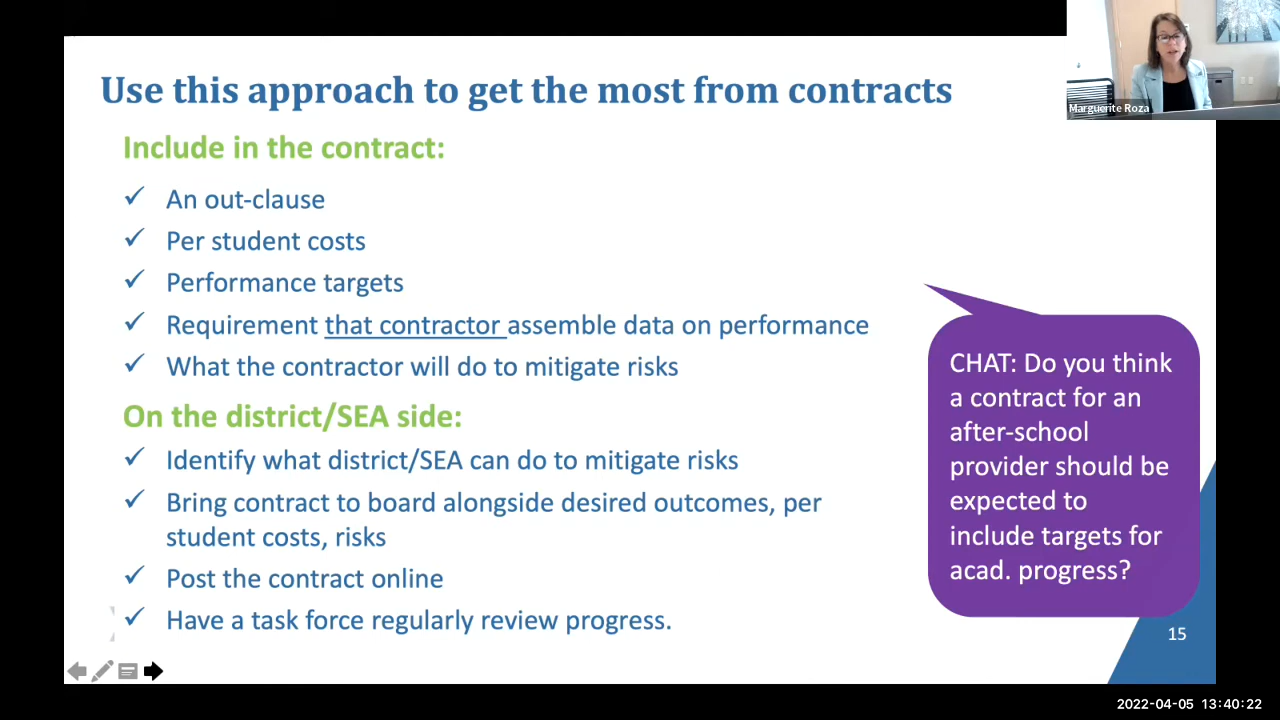 Use this approach to get the most from contracts
Marguerite Roza
Include in the contract:
✓ An out-clause
✓ Per student costs
✓ Performance targets
✓ Requirement that contractor assemble data on performance
✓ What the contractor will do to mitigate risks
On the district/SEA side:
✓ Identify what district/SEA can do to mitigate risks
✓ Bring contract to board alongside desired outcomes, per
student costs, risks
✓ Post the contract online
✓ Have a task force regularly review progress.
CHAT: Do you think
a contract for an
after-school
provider should be
expected to
include targets for
acad. progress?
15
2022-04-05 13:40:22